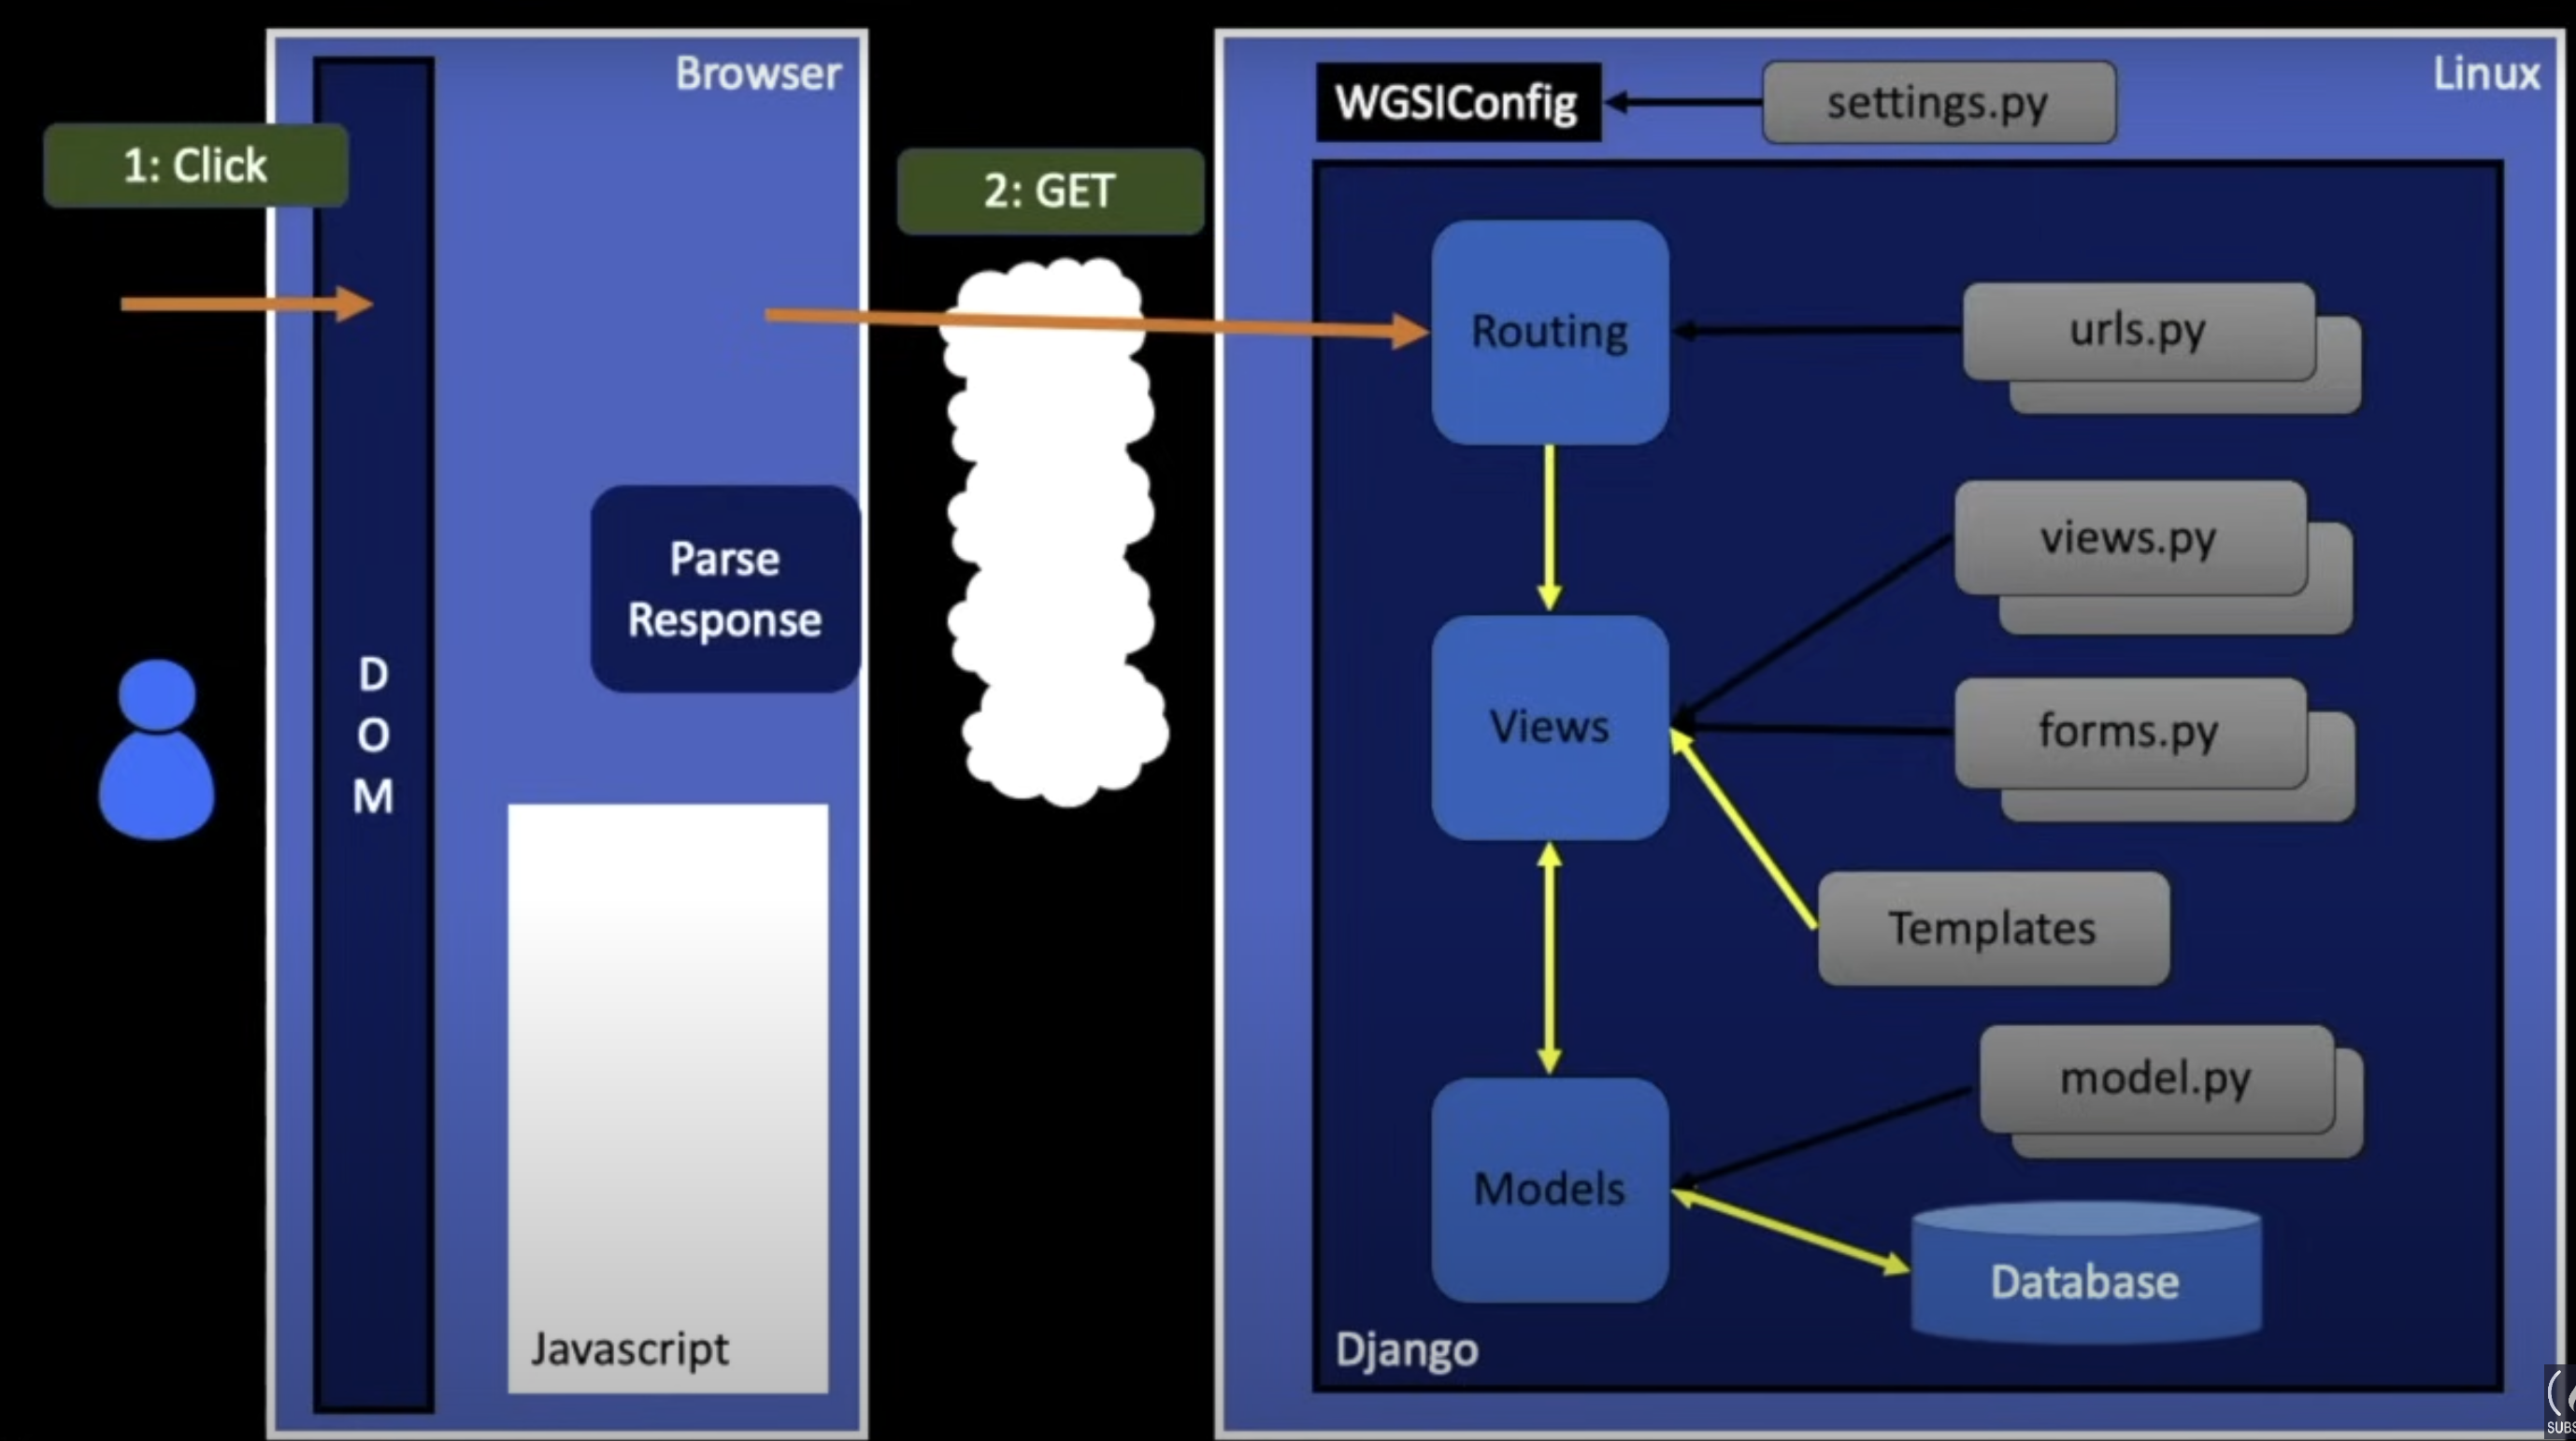 Browser
Linux
WGSIConfig
settings.py
1: Click
2: GET
Routing
urls.py
views.py
Parse
Response
D
O
M
Views
forms.py
Templates
model.py
Models
Database
Javascript
Django